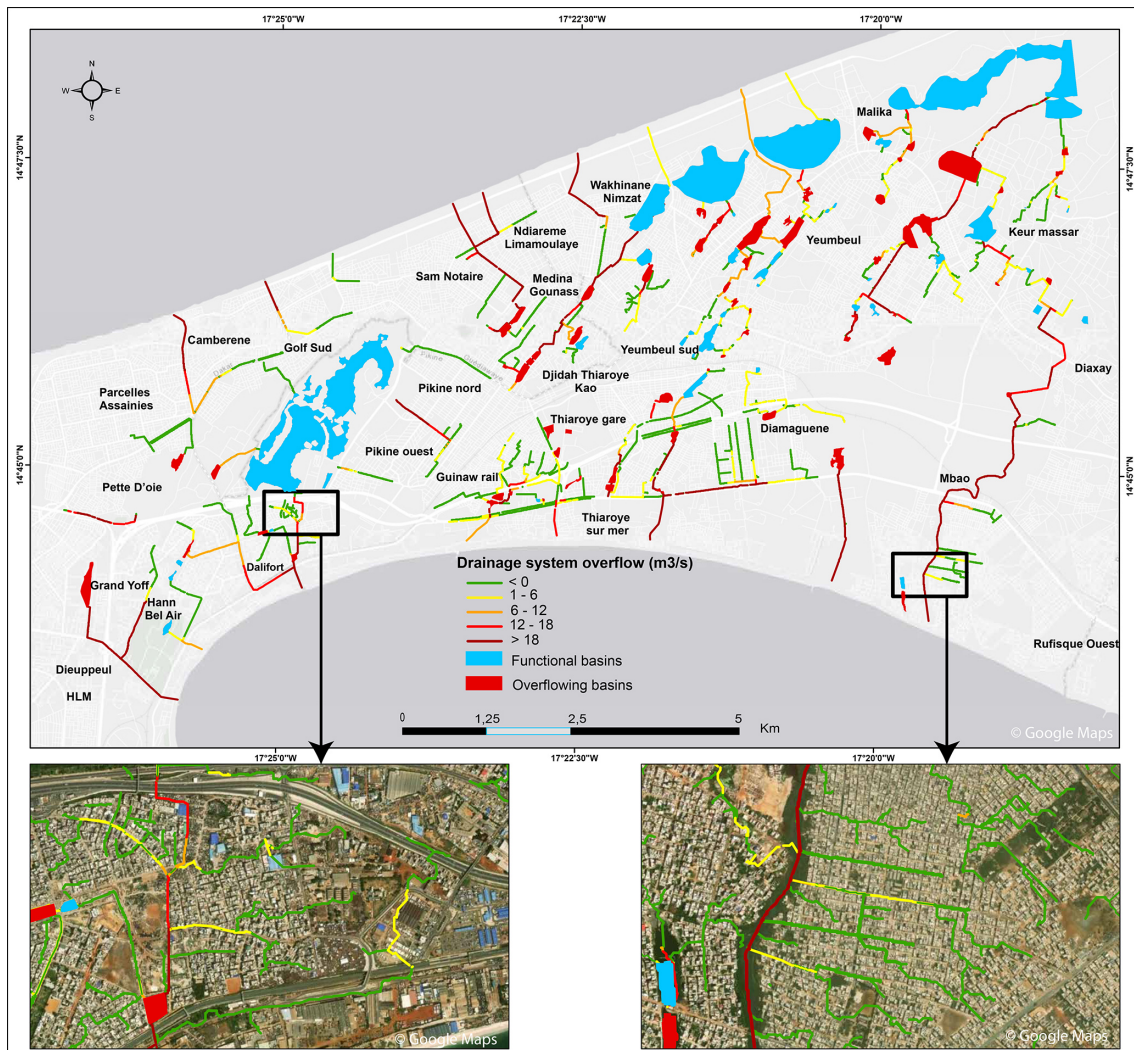 17°25'0"W
17°22'30"W
17°20'0"W
N
W
E
S
14°47'30"N
14°47'30"N
Malika
Wakhinane
Nimzat
Ndiareme
Limamoulaye
Yeumbeul
Keur massar
Sam Notaire
Medina
Gounass
Camberene
Golf Sud
Yeumbeul sud
Dakar
Pikine
Guédiawaye
Djidah Thiaroye
Kao
Diaxay
Pikine nord
Parcelles
Assainies
Thiaroye gare
Diamaguene
Pikine ouest
14°45'0"N
14°45'0"N
Guinaw rail
Mbao
Pette D'oie
Thiaroye
sur mer
Drainage system overflow (m3/s)
< 0
1 - 6
6 - 12
12 - 18
> 18
Functional basins
Overflowing basins
Dalifort
Grand Yoff
Hann
Bel Air
Rufisque Ouest
Dieuppeul
HLM
0
1,25
2,5
5
Km
© Google Maps
17°25'0"W
17°22'30"W
17°20'0"W
© Google Maps
© Google Maps